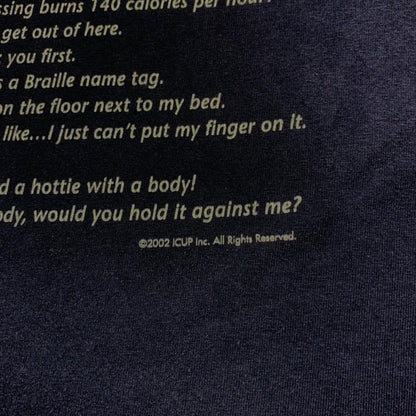 ssing burns 140 calories per hour!
get out of here.
you first.
s a Braille name tag.
on the floor next to my bed.
like...I just can't put my finger on it.
d a hottie with a body!
ody, would you hold it against me?
©2002 ICUP Inc. All Rights Reserved.